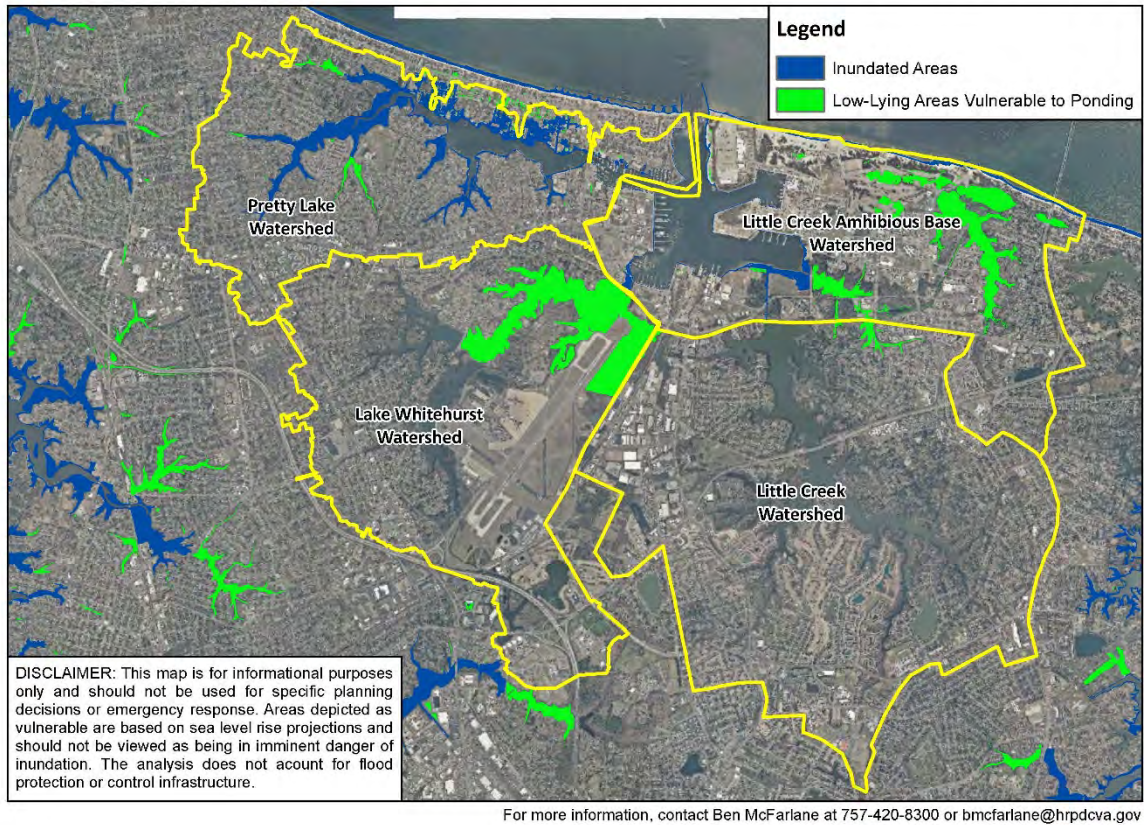 Legend
Inundated Areas
Low-Lying Areas Vulnerable to Ponding
Pretty Lake
Watershed
Little Creek Amhibious Base
Watershed
Lake Whitehurst
Watershed
Little Creek
Watershed
DISCLAIMER: This map is for informational purposes
only and should not be used for specific planning
decisions or emergency response. Areas depicted as
vulnerable are based on sea level rise projections and
should not be viewed as being in imminent danger of
inundation. The analysis does not acount for flood
protection or control infrastructure.
For more information, contact Ben McFarlane at 757-420-8300 or bmcfarlane@hrpdcva.gov